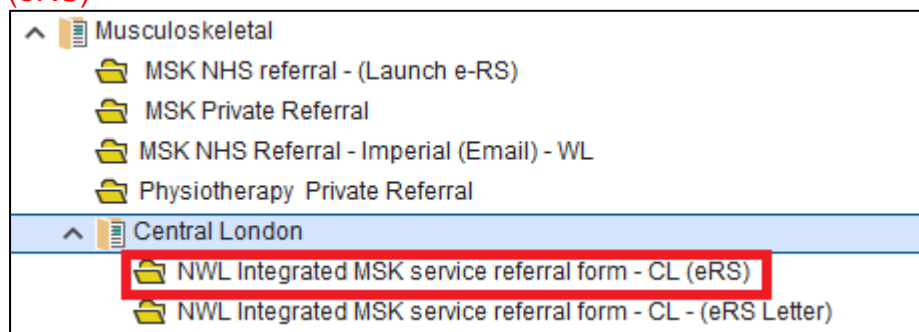 (eRS)
Musculoskeletal
MSK NHS referral - (Launch e-RS)
MSK Private Referral
MSK NHS Referral - Imperial (Email) - WL
Physiotherapy Private Referral
Central London
NWL Integrated MSK service referral form - CL (eRS)
NWL Integrated MSK service referral form - CL - (eRS Letter)